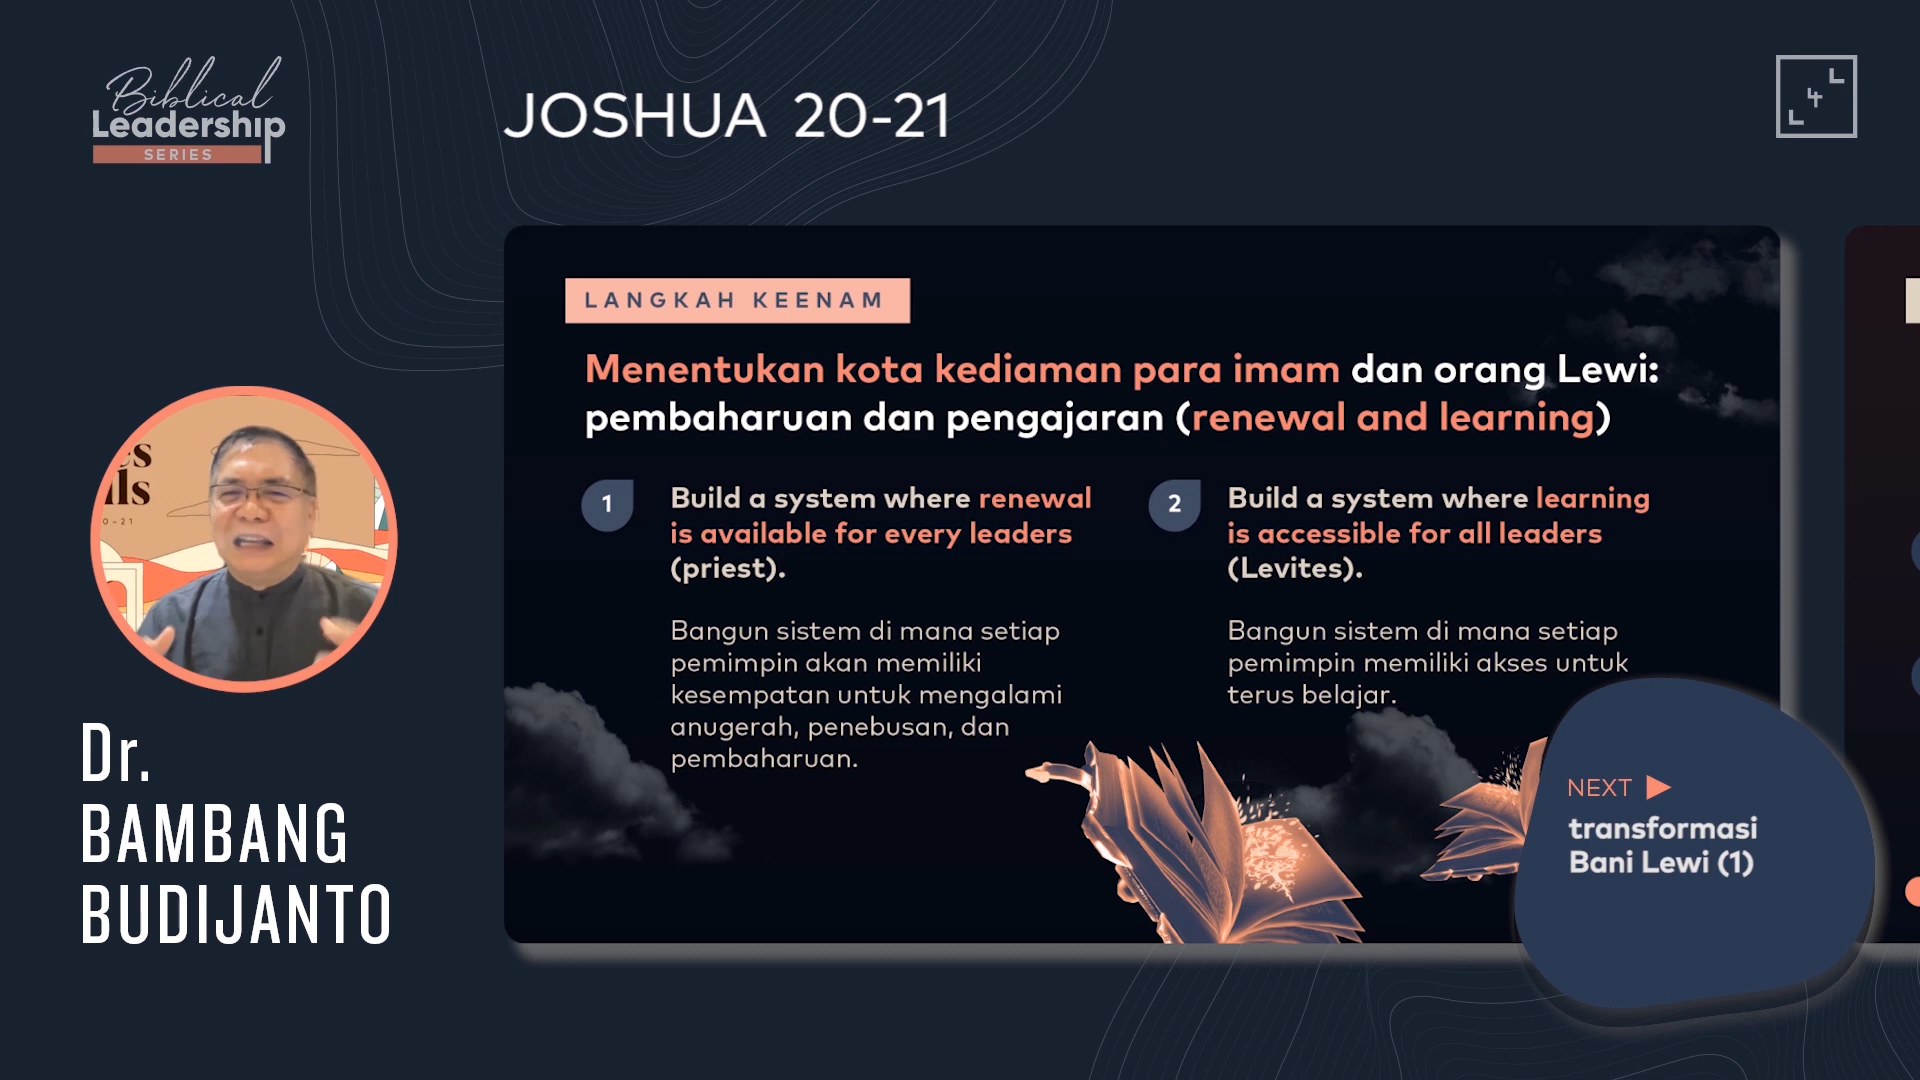 Biblical
Leadership
SERIES
JOSHUA 20-21
LANGKAH KEENAM
Menentukan kota kediaman para imam dan orang Lewi:
pembaharuan dan pengajaran (renewal and learning)
1
Build a system where renewal
is available for every leaders
(priest).
Bangun sistem di mana setiap
pemimpin akan memiliki
kesempatan untuk mengalami
anugerah, penebusan, dan
pembaharuan.
2
Build a system where learning
is accessible for all leaders
(Levites).
Bangun sistem di mana setiap
pemimpin memiliki akses untuk
terus belajar.
NEXT
transformasi
Bani Lewi (1)
Dr.
BAMBANG
BUDIJANTO